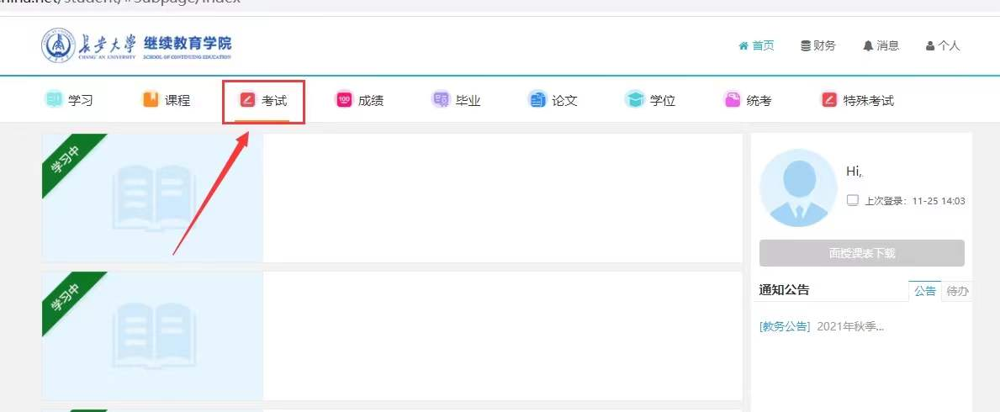 china.net/student/#subpage/index
長安大學 继续教育学院
CHANG'AN UNIVERSITY SCHOOL OF CONTINUING EDUCATION
首页 财务 消息 个人
学习 课程 考试 100 成绩 毕业 论文 学位 统考 特殊考试
学习中
Hi,
上次登录：11-25 14:03
面授课表下载
通知公告 公告 待办
学习中
[教务公告] 2021年秋季...